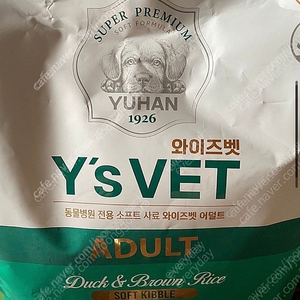 SUPER PREMIUM
SOFT FORMULA
YUHAN
1926
와이즈벳
Y's VET
동물병원 전용 소프트 사료 와이즈벳 어덜트
ADULT
Duck & Brown Rice
SOFT KIBBLE